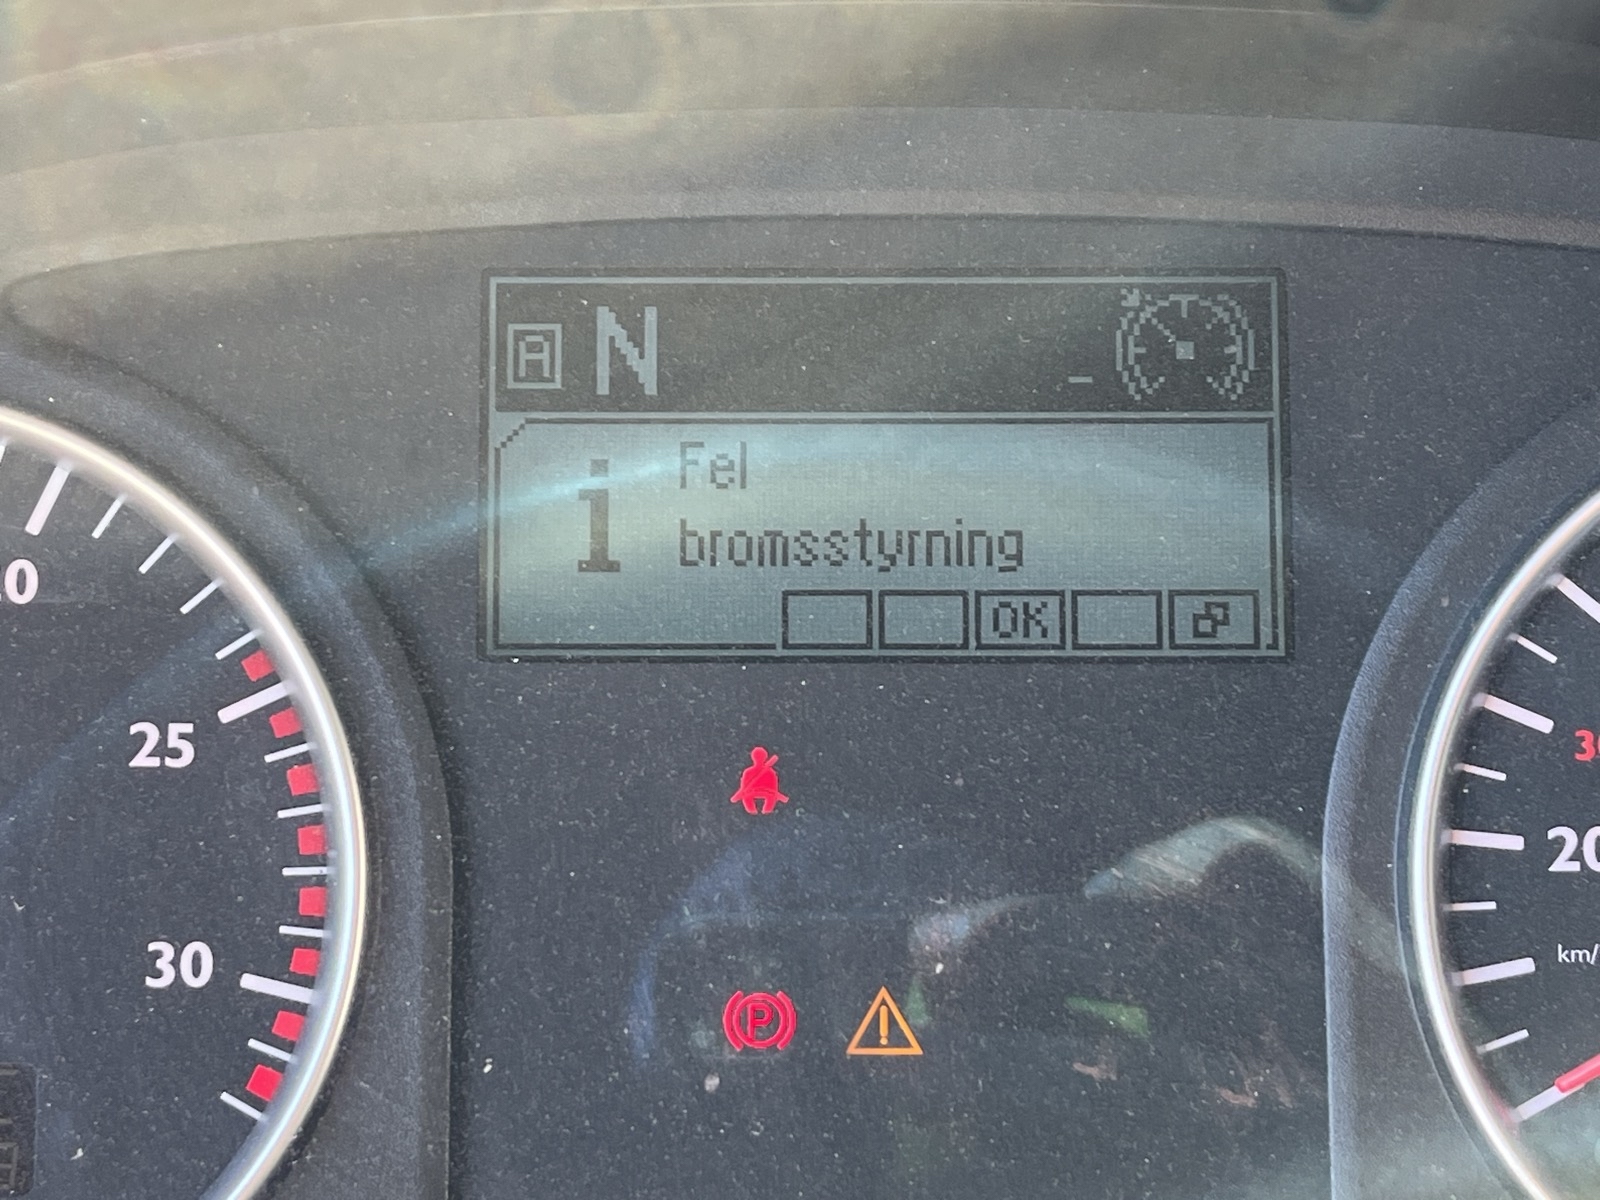 A N
Fel
bromsstyrning
OK
25
30
20
km/
P